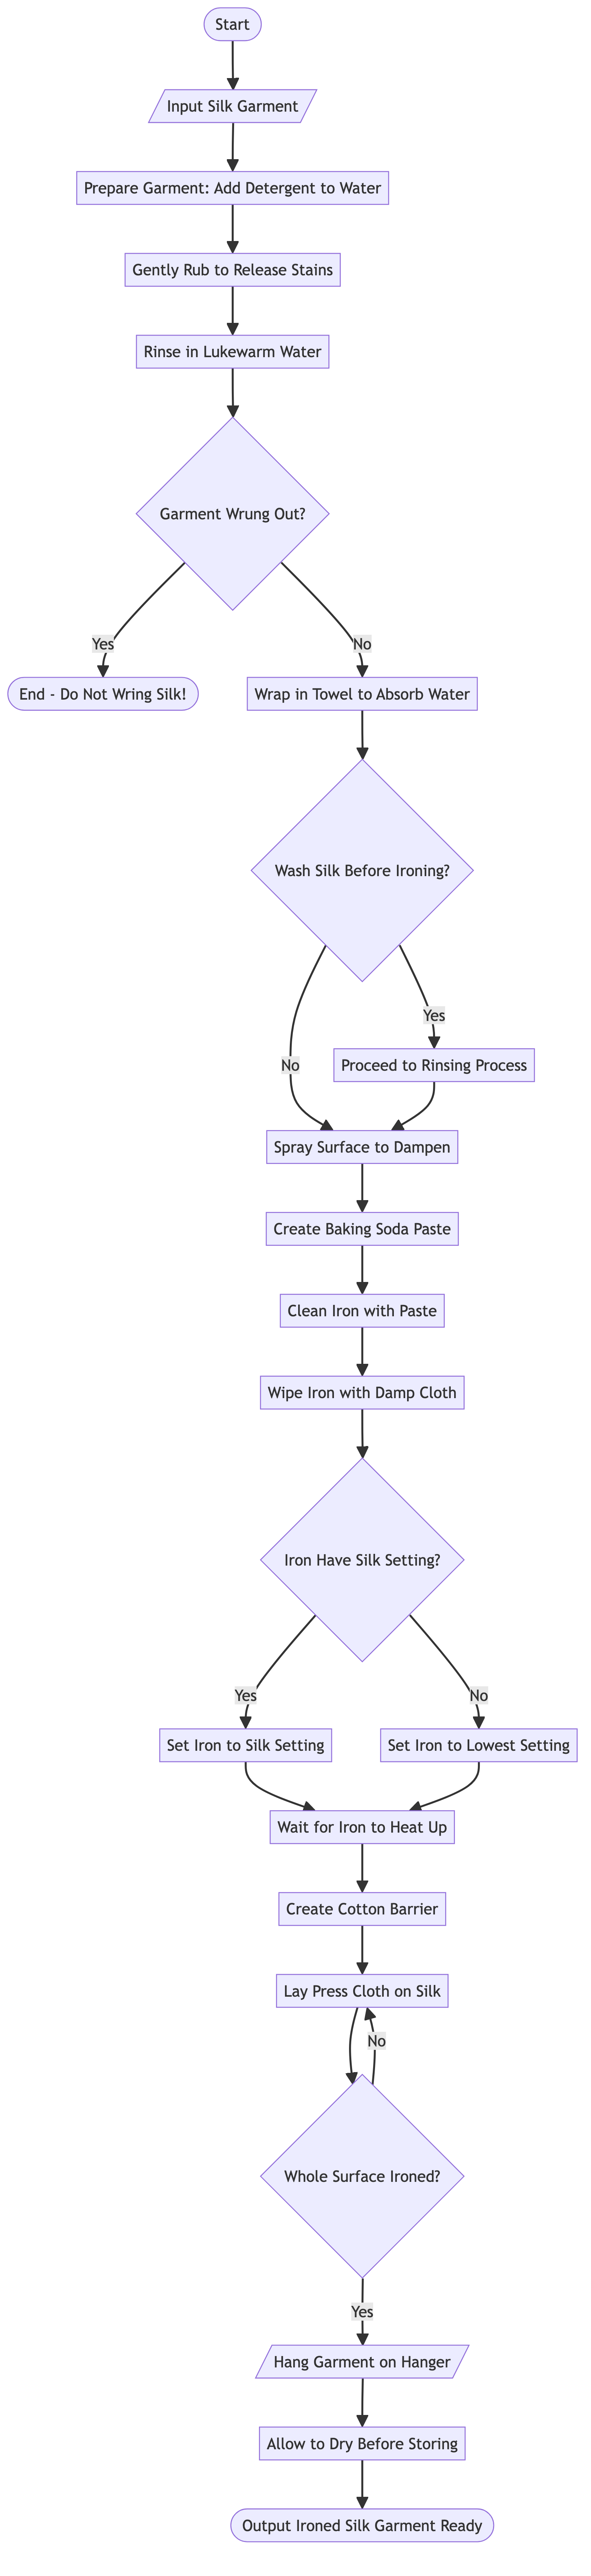 Start
Input Silk Garment
Prepare Garment: Add Detergent to Water
Gently Rub to Release Stains
Rinse in Lukewarm Water
Garment Wrung Out?
Yes
No
End - Do Not Wring Silk!
Wrap in Towel to Absorb Water
Wash Silk Before Ironing?
Yes
No
Proceed to Rinsing Process
Spray Surface to Dampen
Create Baking Soda Paste
Clean Iron with Paste
Wipe Iron with Damp Cloth
Iron Have Silk Setting?
Yes
No
Set Iron to Silk Setting
Set Iron to Lowest Setting
Wait for Iron to Heat Up
Create Cotton Barrier
Lay Press Cloth on Silk
No
Whole Surface Ironed?
Yes
Hang Garment on Hanger
Allow to Dry Before Storing
Output Ironed Silk Garment Ready